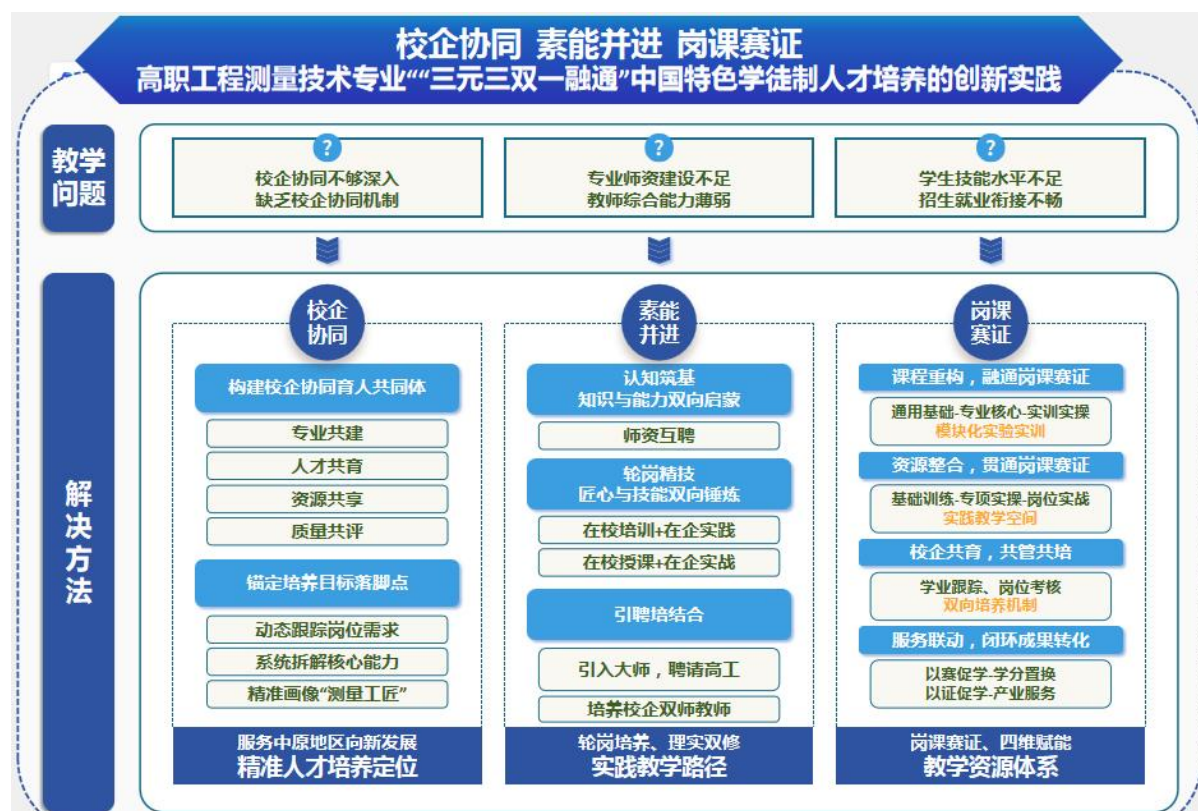 校企协同 素能并进 岗课赛证
高职工程测量技术专业““三元三双一融通”中国特色学徒制人才培养的创新实践
教学
问题
?
校企协同不够深入
缺乏校企协同机制
?
专业师资建设不足
教师综合能力薄弱
?
学生技能水平不足
招生就业衔接不畅
解决方法
校企
协同
构建校企协同育人共同体
专业共建
人才共育
资源共享
质量共评
锚定培养目标落脚点
动态跟踪岗位需求
系统拆解核心能力
精准画像“测量工匠”
服务中原地区向新发展
精准人才培养定位
素能
并进
认知筑基
知识与能力双向启蒙
师资互聘
轮岗精技
匠心与技能双向锤炼
在校培训+在企实践
在校授课+在企实战
引聘培结合
引入大师，聘请高工
培养校企双师教师
轮岗培养、理实双修
实践教学路径
岗课
赛证
课程重构，融通岗课赛证
通用基础-专业核心-实训实操
模块化实验实训
资源整合，贯通岗课赛证
基础训练-专项实操-岗位实战
实践教学空间
校企共育，共管共培
学业跟踪、岗位考核
双向培养机制
服务联动，闭环成果转化
以赛促学-学分置换
以证促学-产业服务
岗课赛证、四维赋能
教学资源体系